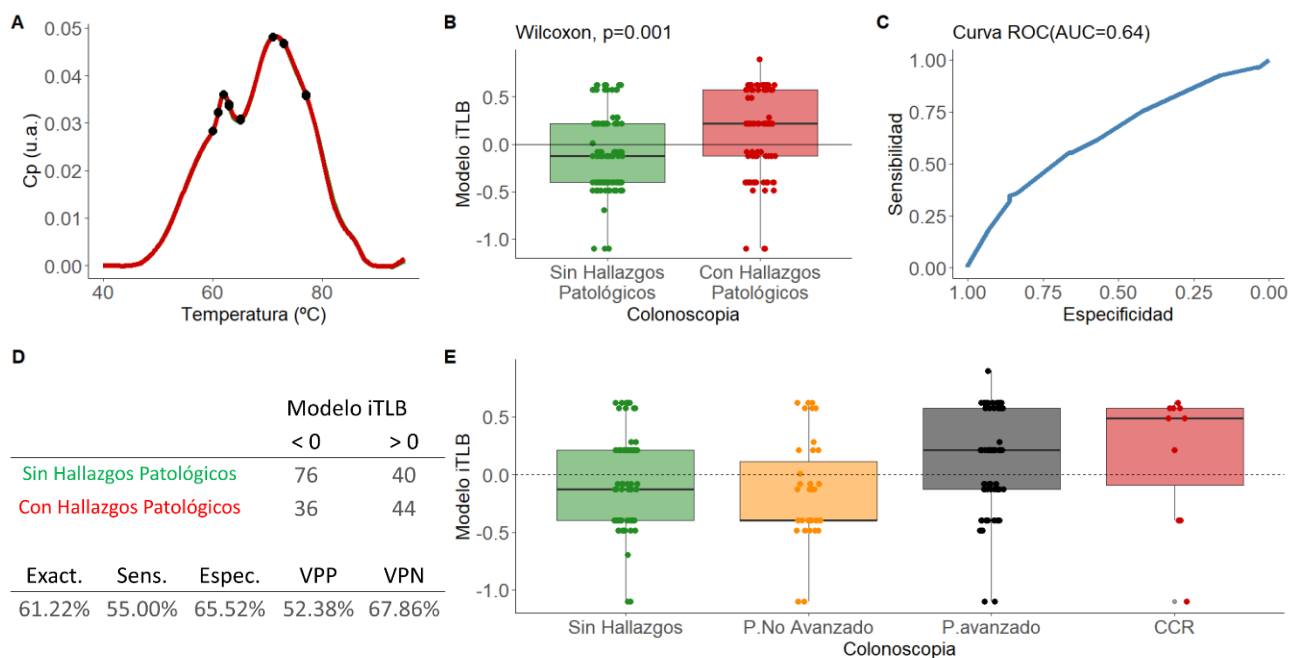 A
0.05
0.04
0.03
0.02
0.01
0.00
Cp (u.a.)
40
60
80
Temperatura (ºC)
B
Wilcoxon, p=0.001
0.5
0.0
-0.5
-1.0
Modelo iTLB
Sin Hallazgos
Patológicos
Con Hallazgos
Patológicos
Colonoscopia
C
Curva ROC(AUC=0.64)
1.00
0.75
0.50
0.25
0.00
Sensibilidad
1.00
0.75
0.50
0.25
0.00
Especificidad
D
Modelo iTLB
< 0
> 0
Sin Hallazgos Patológicos 76 40
Con Hallazgos Patológicos 36 44
Exact. Sens. Espec. VPP VPN
61.22% 55.00% 65.52% 52.38% 67.86%
E
0.5
0.0
-0.5
-1.0
Modelo iTLB
Sin Hallazgos
P.No Avanzado
P.avanzado
CCR
Colonoscopia